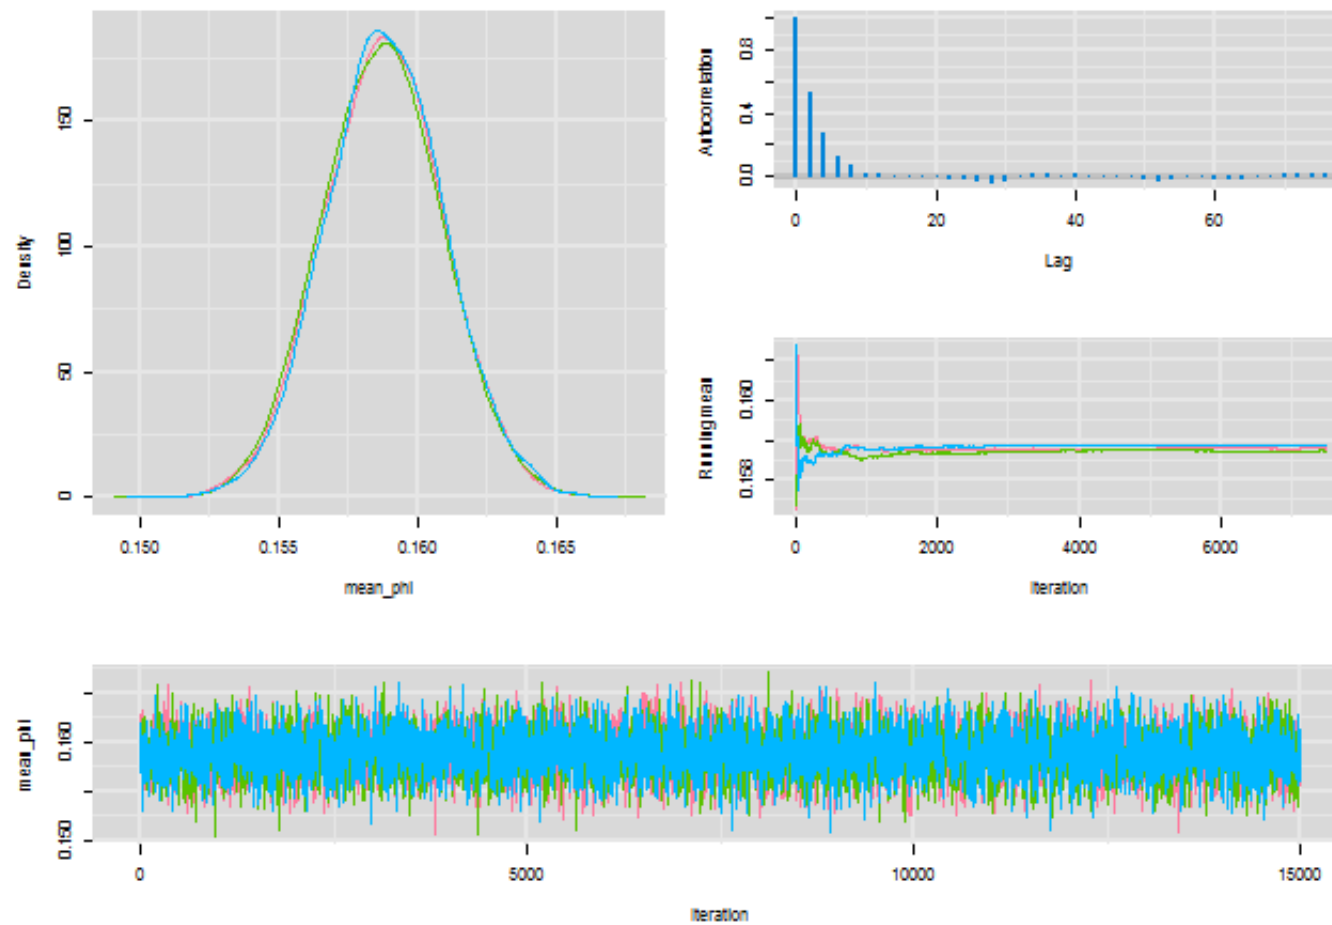 Density
150
100
50
0
0.150 0.155 0.160 0.165
mean_phi
Autocorrelation
0.8
0.4
0.0
0 20 40 60
Lag
Running mean
0.160
0.158
0 2000 4000 6000
Iteration
mean_phi
0.160
0.150
0 5000 10000 15000
Iteration